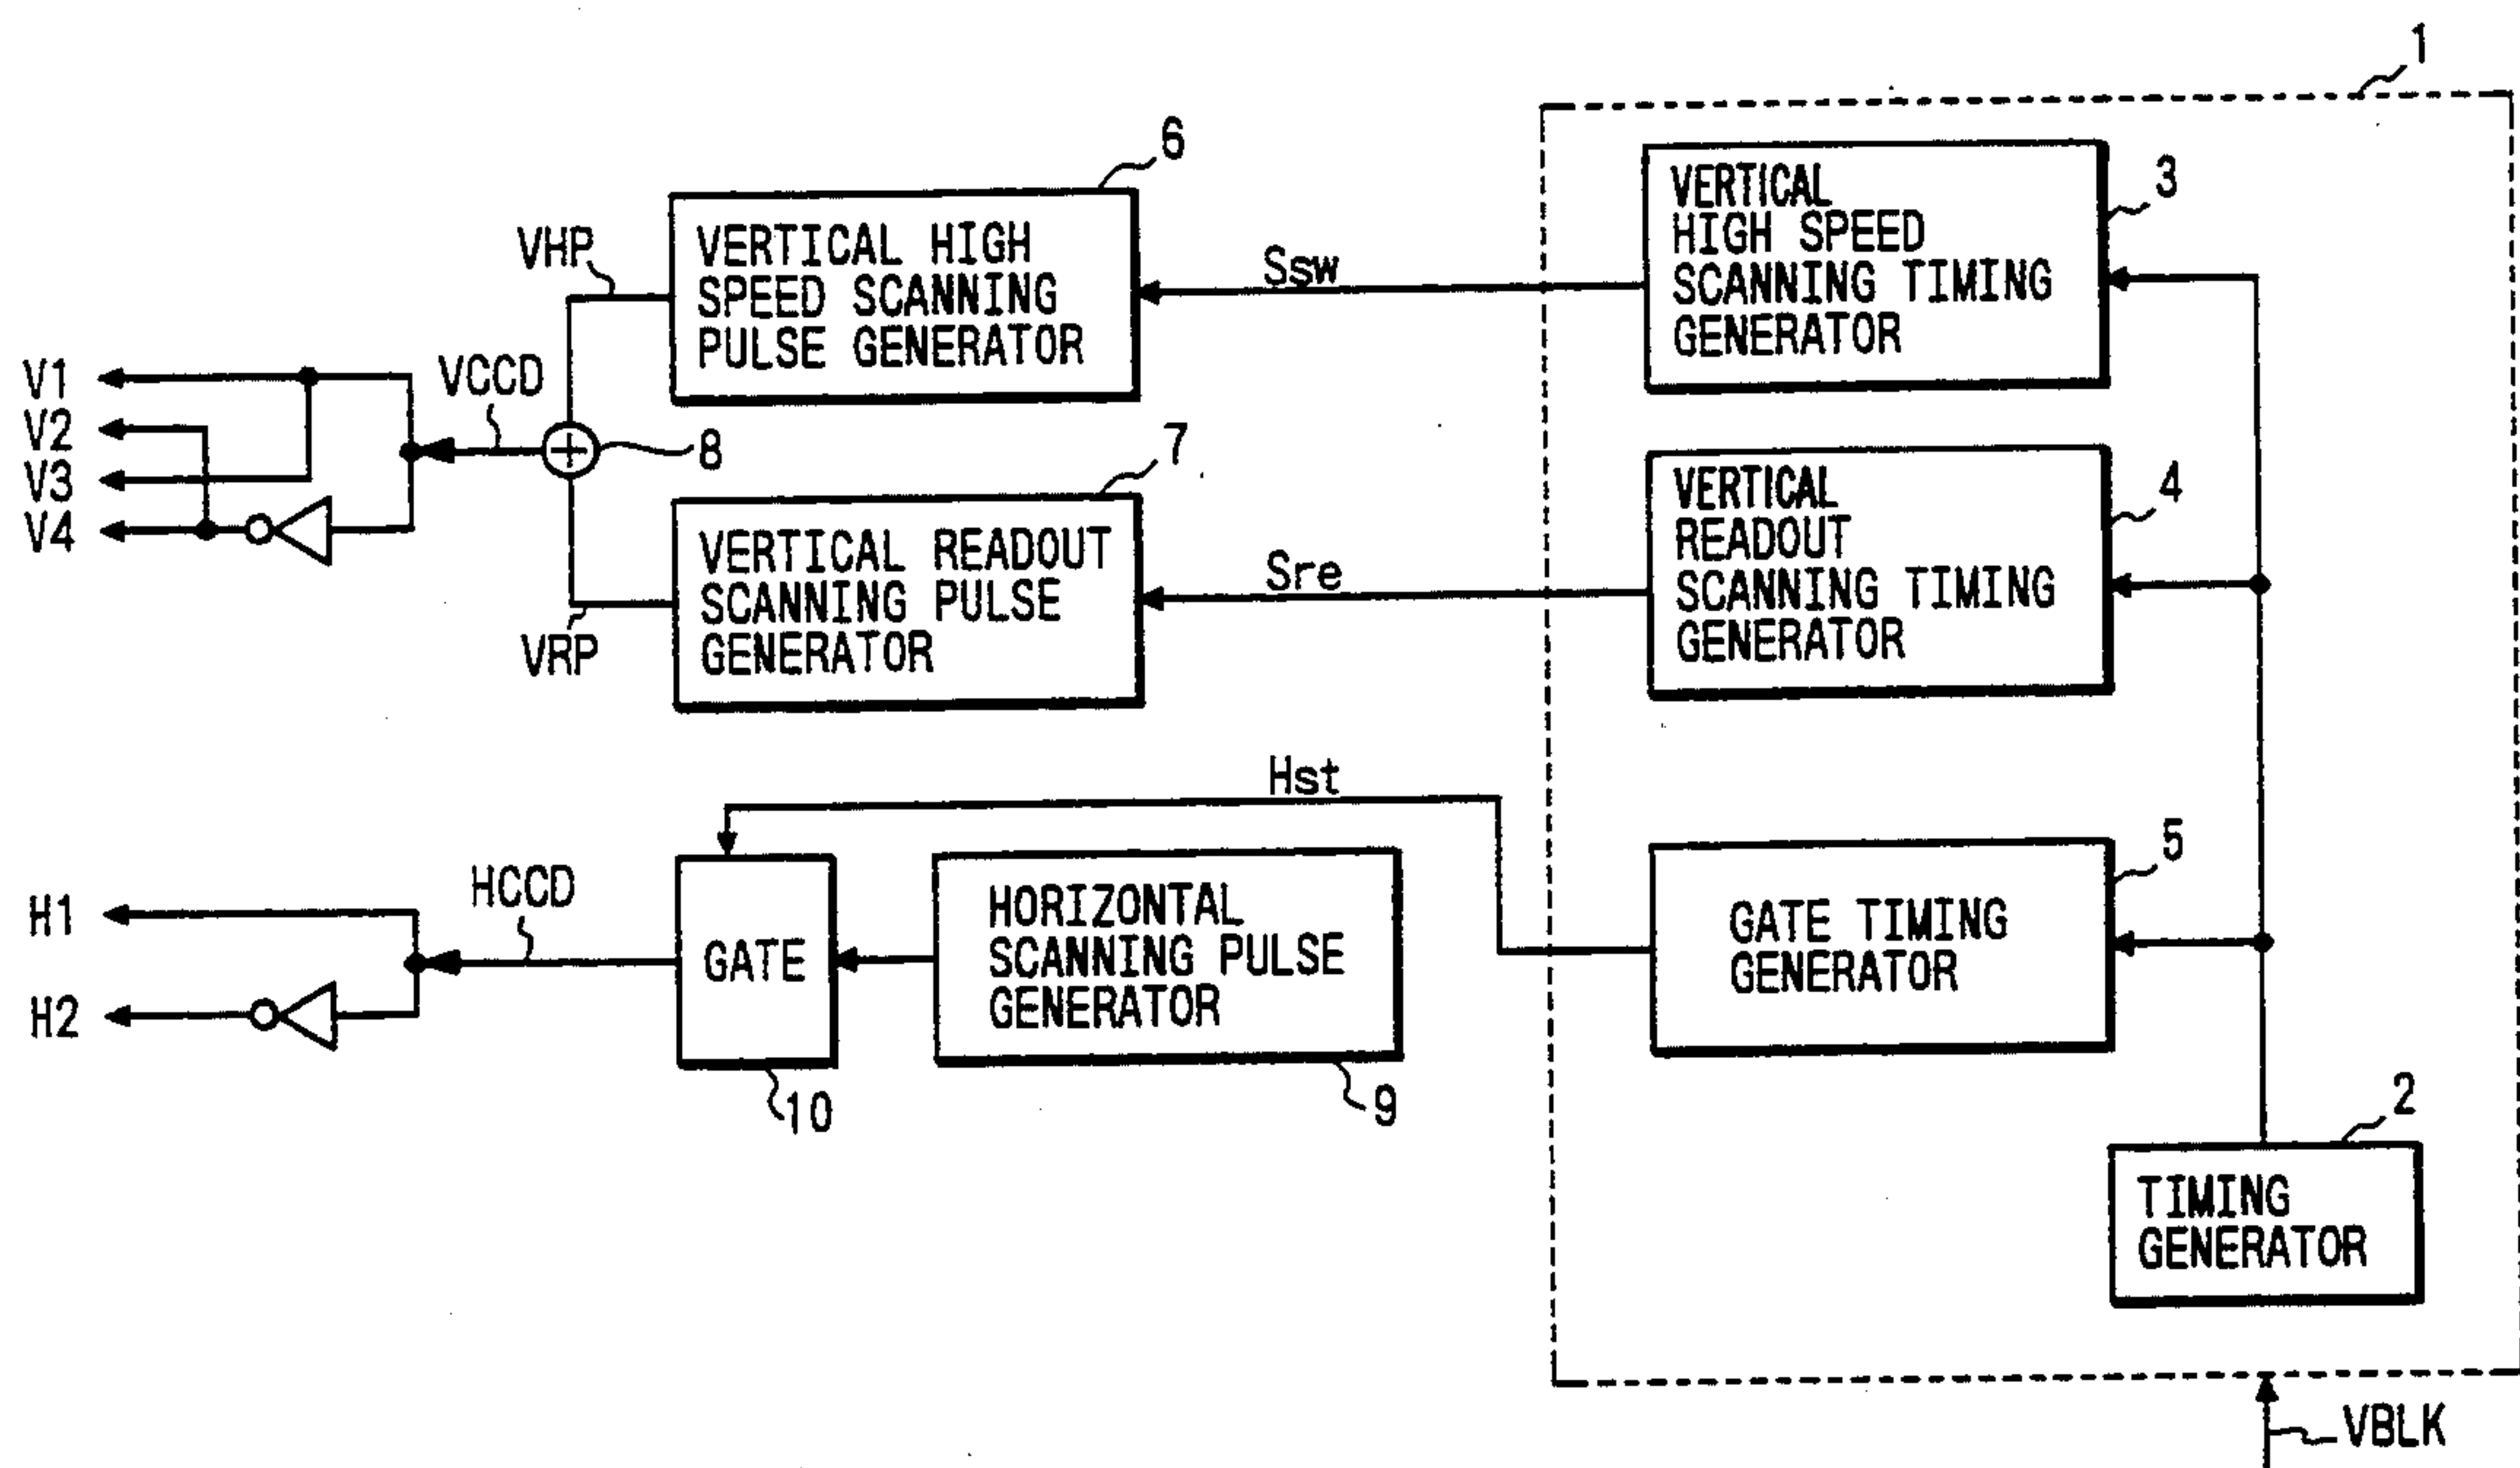 1
6
VERTICAL HIGH
SPEED SCANNING
PULSE GENERATOR
VHP
Ssw
3
VERTICAL
HIGH SPEED
SCANNING TIMING
GENERATOR
V1
V2
V3
V4
VCCD
8
7
VERTICAL READOUT
SCANNING PULSE
GENERATOR
VRP
Sre
4
VERTICAL
READOUT
SCANNING TIMING
GENERATOR
Hst
H1
H2
HCCD
GATE
10
HORIZONTAL
SCANNING PULSE
GENERATOR
9
5
GATE TIMING
GENERATOR
2
TIMING
GENERATOR
VBLK